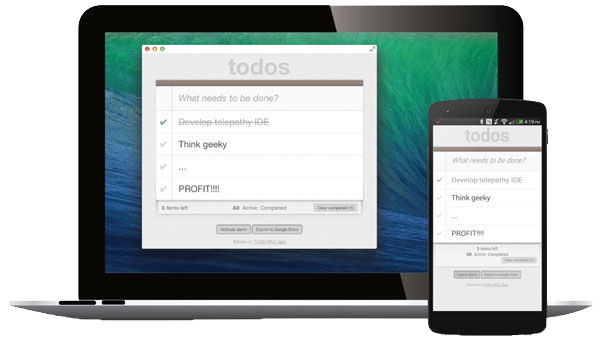 todos
What needs to be done?
Develop telepathy IDE
Think geeky
...
PROFIT!!!!
3 items left All Active Completed Clear completed (1)
Activate alarm Export to Google Drive
Based on TODO MVC app
4:19 PM
todos
What needs to be done?
Develop telepathy IDE
Think geeky
...
PROFIT!!!!
3 items left
All Active Completed
Clear completed (1)
Export to Google Drive
Based on TODO MVC app